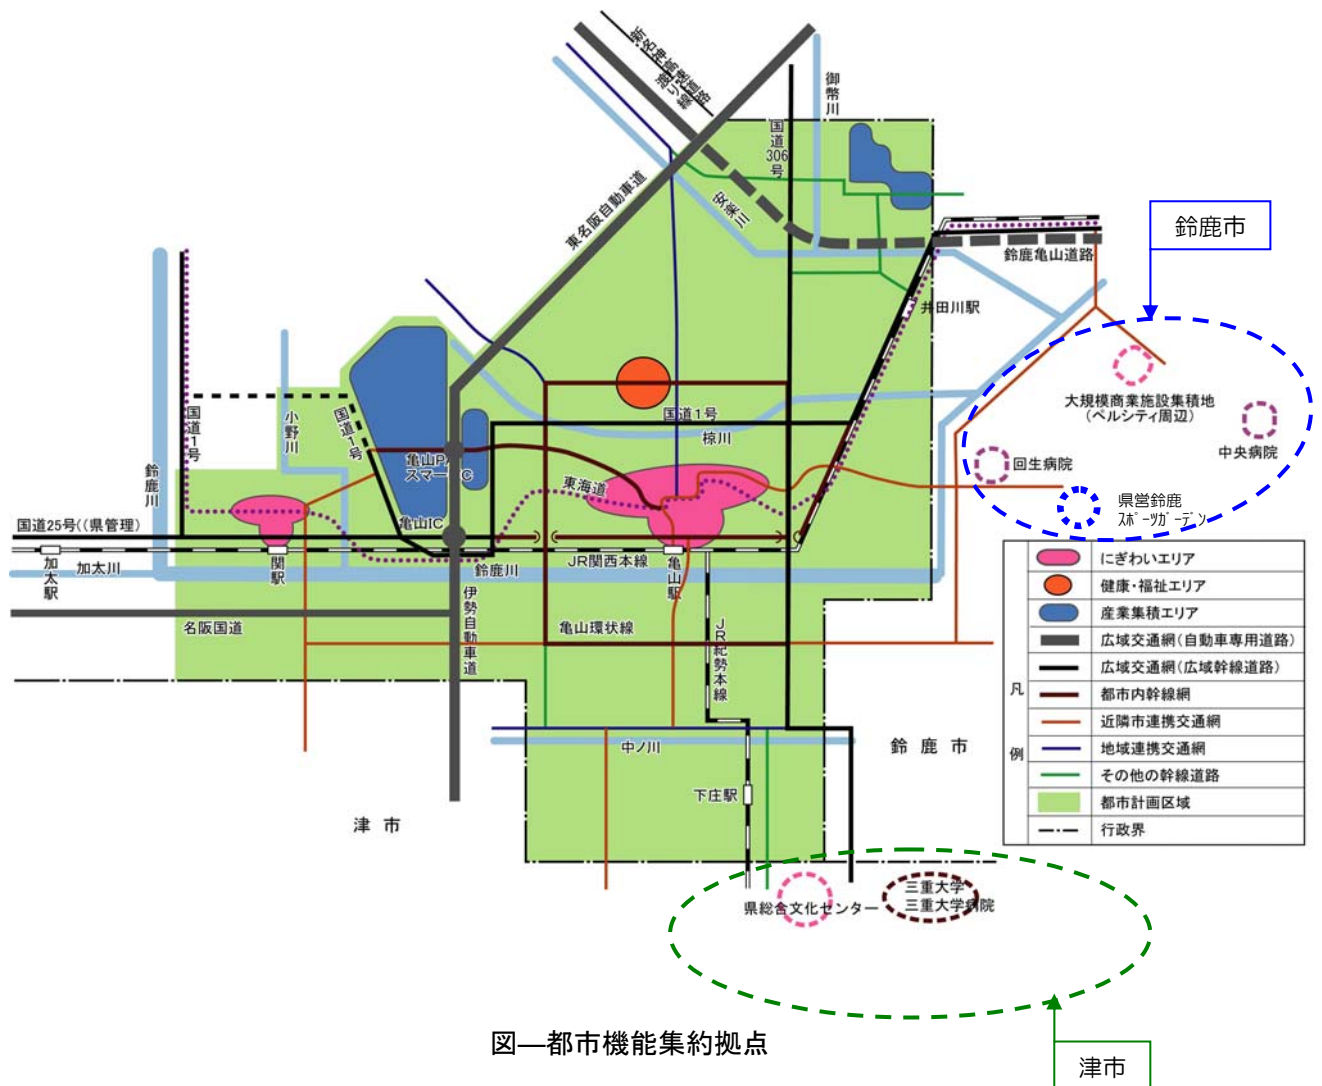 新名神高速道路
渡り線
御幣川
国道306号
東名阪自動車道
安楽川
鈴鹿市
鈴鹿亀山道路
井田川駅
大規模商業施設集積地
(ベルシティ周辺)
中央病院
回生病院
県営鈴鹿
スポーツガーデン
国道1号
小野川
国道1号
国道1号
椋川
鈴鹿川
亀山PA
スマートIC
東海道
国道25号((県管理)
亀山IC
加太駅
加太川
関駅
鈴鹿川
JR関西本線
亀山駅
名阪国道
伊勢自動車道
亀山環状線
JR紀勢本線
中ノ川
鈴鹿市
下庄駅
津市
県総合文化センター
三重大学
三重大学病院
凡例
にぎわいエリア
健康・福祉エリア
産業集積エリア
広域交通網(自動車専用道路)
広域交通網(広域幹線道路)
都市内幹線網
近隣市連携交通網
地域連携交通網
その他の幹線道路
都市計画区域
行政界
図―都市機能集約拠点
津市